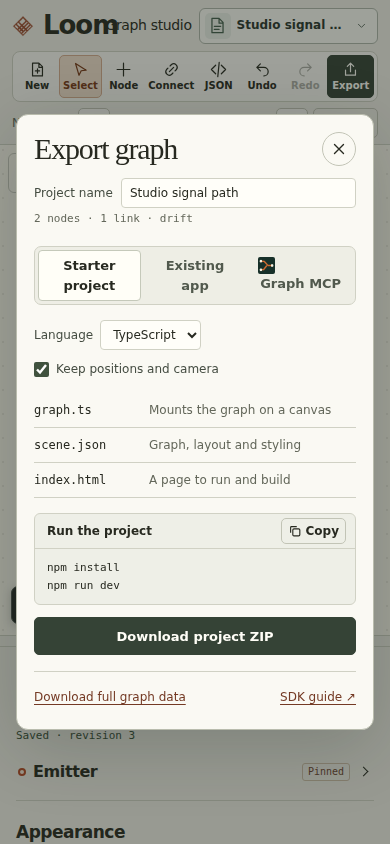 Loom
Graph studio
Studio signal ...
New
Select
Node
Connect
JSON
Undo
Redo
Export
Export graph
Project name
Studio signal path
2 nodes · 1 link · drift
Starter project
Existing app
Graph MCP
Language
TypeScript
Keep positions and camera
graph.ts Mounts the graph on a canvas
scene.json Graph, layout and styling
index.html A page to run and build
Run the project
Copy
npm install
npm run dev
Download project ZIP
Download full graph data
SDK guide ↗
Saved · revision 3
Emitter
Pinned
Appearance